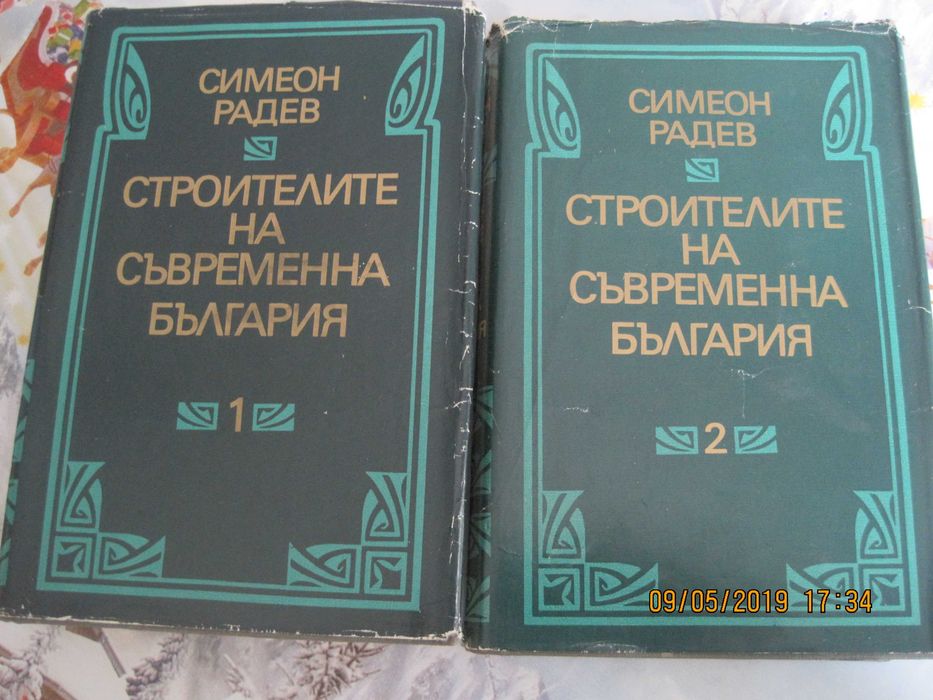 СИМЕОН
РАДЕВ
СТРОИТЕЛИТЕ
НА
СЪВРЕМЕННА
БЪЛГАРИЯ
1
СИМЕОН
РАДЕВ
СТРОИТЕЛИТЕ
НА
СЪВРЕМЕННА
БЪЛГАРИЯ
2
09/05/2019 17:34